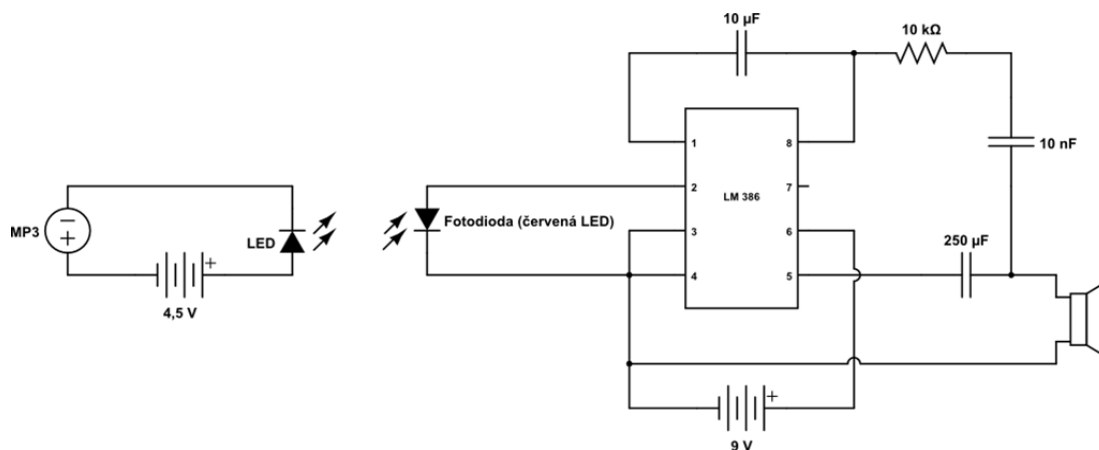 10 µF
10 kΩ
1
8
10 nF
2
LM 386
7
MP3
LED
Fotodioda (červená LED)
3
6
250 µF
4
5
4,5 V
9 V